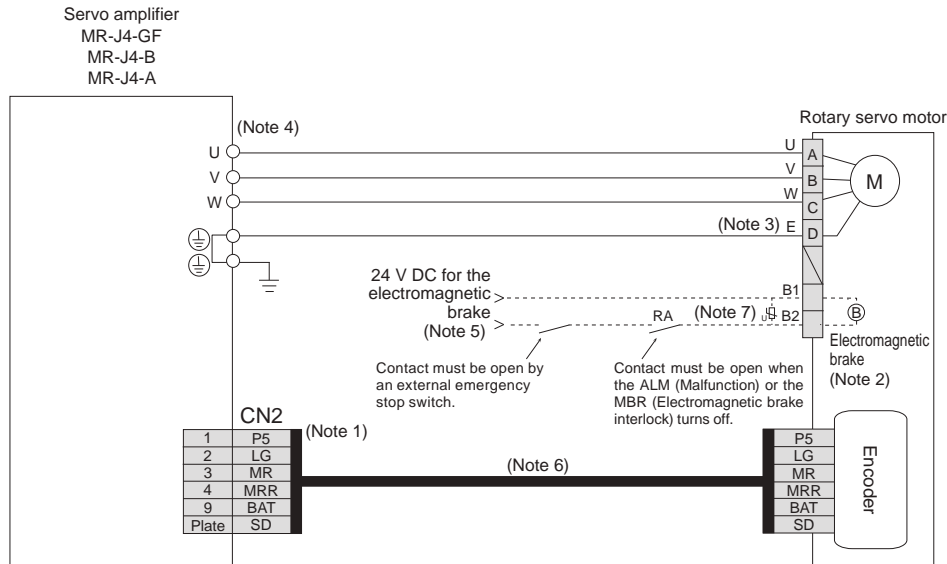 Servo amplifier
MR-J4-GF
MR-J4-B
MR-J4-A
Rotary servo motor
(Note 4)
U
V
W
U
V
W
(Note 3) E
A
B
C
D
M
24 V DC for the
electromagnetic
brake
(Note 5)
B1
RA
(Note 7)
U
B2
B
Electromagnetic
brake
(Note 2)
Contact must be open by
an external emergency
stop switch.
Contact must be open when
the ALM (Malfunction) or the
MBR (Electromagnetic brake
interlock) turns off.
CN2
(Note 1)
1 P5
2 LG
3 MR
4 MRR
9 BAT
Plate SD
(Note 6)
P5
LG
MR
MRR
BAT
SD
Encoder